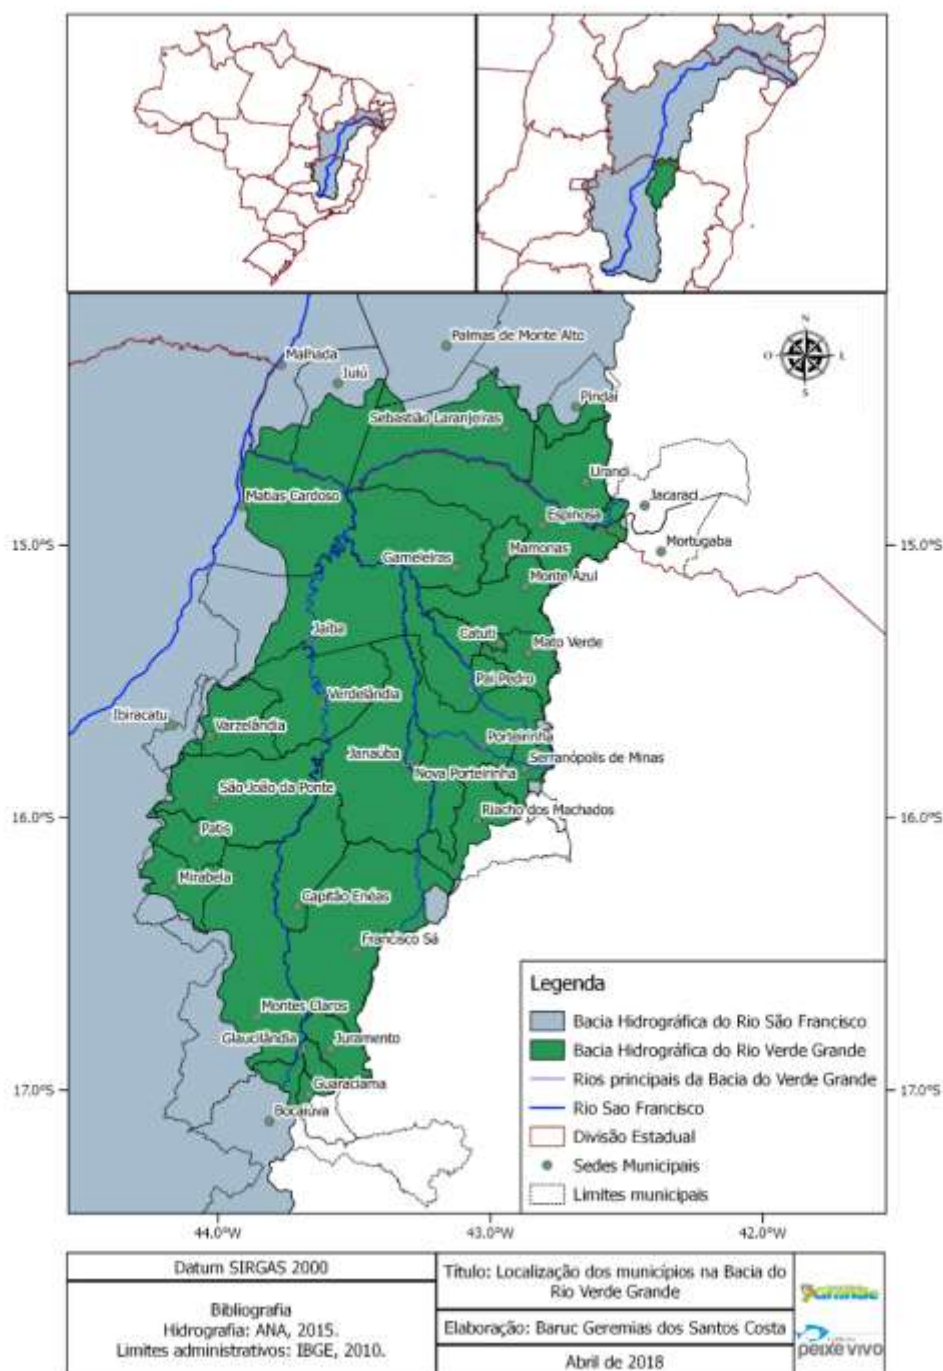 N
O
L
S
Palmas de Monte Alto
Malhada
Iuiú
Pindaí
Sebastião Laranjeiras
Urandi
Matias Cardoso
Jacaraci
Espinosa
Mortugaba
15.0°S
15.0°S
Mamonas
Gameleiras
Monte Azul
Jaíba
Catuti
Mato Verde
Pai Pedro
Verdelândia
Ibiracatu
Varzelândia
Porteirinha
Janaúba
Serranópolis de Minas
Nova Porteirinha
São João da Ponte
Riacho dos Machados
16.0°S
16.0°S
Patis
Mirabela
Capitão Enéas
Francisco Sá
Montes Claros
Glaucilândia
Juramento
Guaraciama
17.0°S
17.0°S
Bocaiúva
Legenda
Bacia Hidrográfica do Rio São Francisco
Bacia Hidrográfica do Rio Verde Grande
Rios principais da Bacia do Verde Grande
Rio Sao Francisco
Divisão Estadual
Sedes Municipais
Limites municipais
44.0°W
43.0°W
42.0°W
Datum SIRGAS 2000
Bibliografia
Hidrografia: ANA, 2015.
Limites administrativos: IBGE, 2010.
Título: Localização dos municípios na Bacia do
Rio Verde Grande
Elaboração: Baruc Geremias dos Santos Costa
Abril de 2018
Grande
peixe vivo